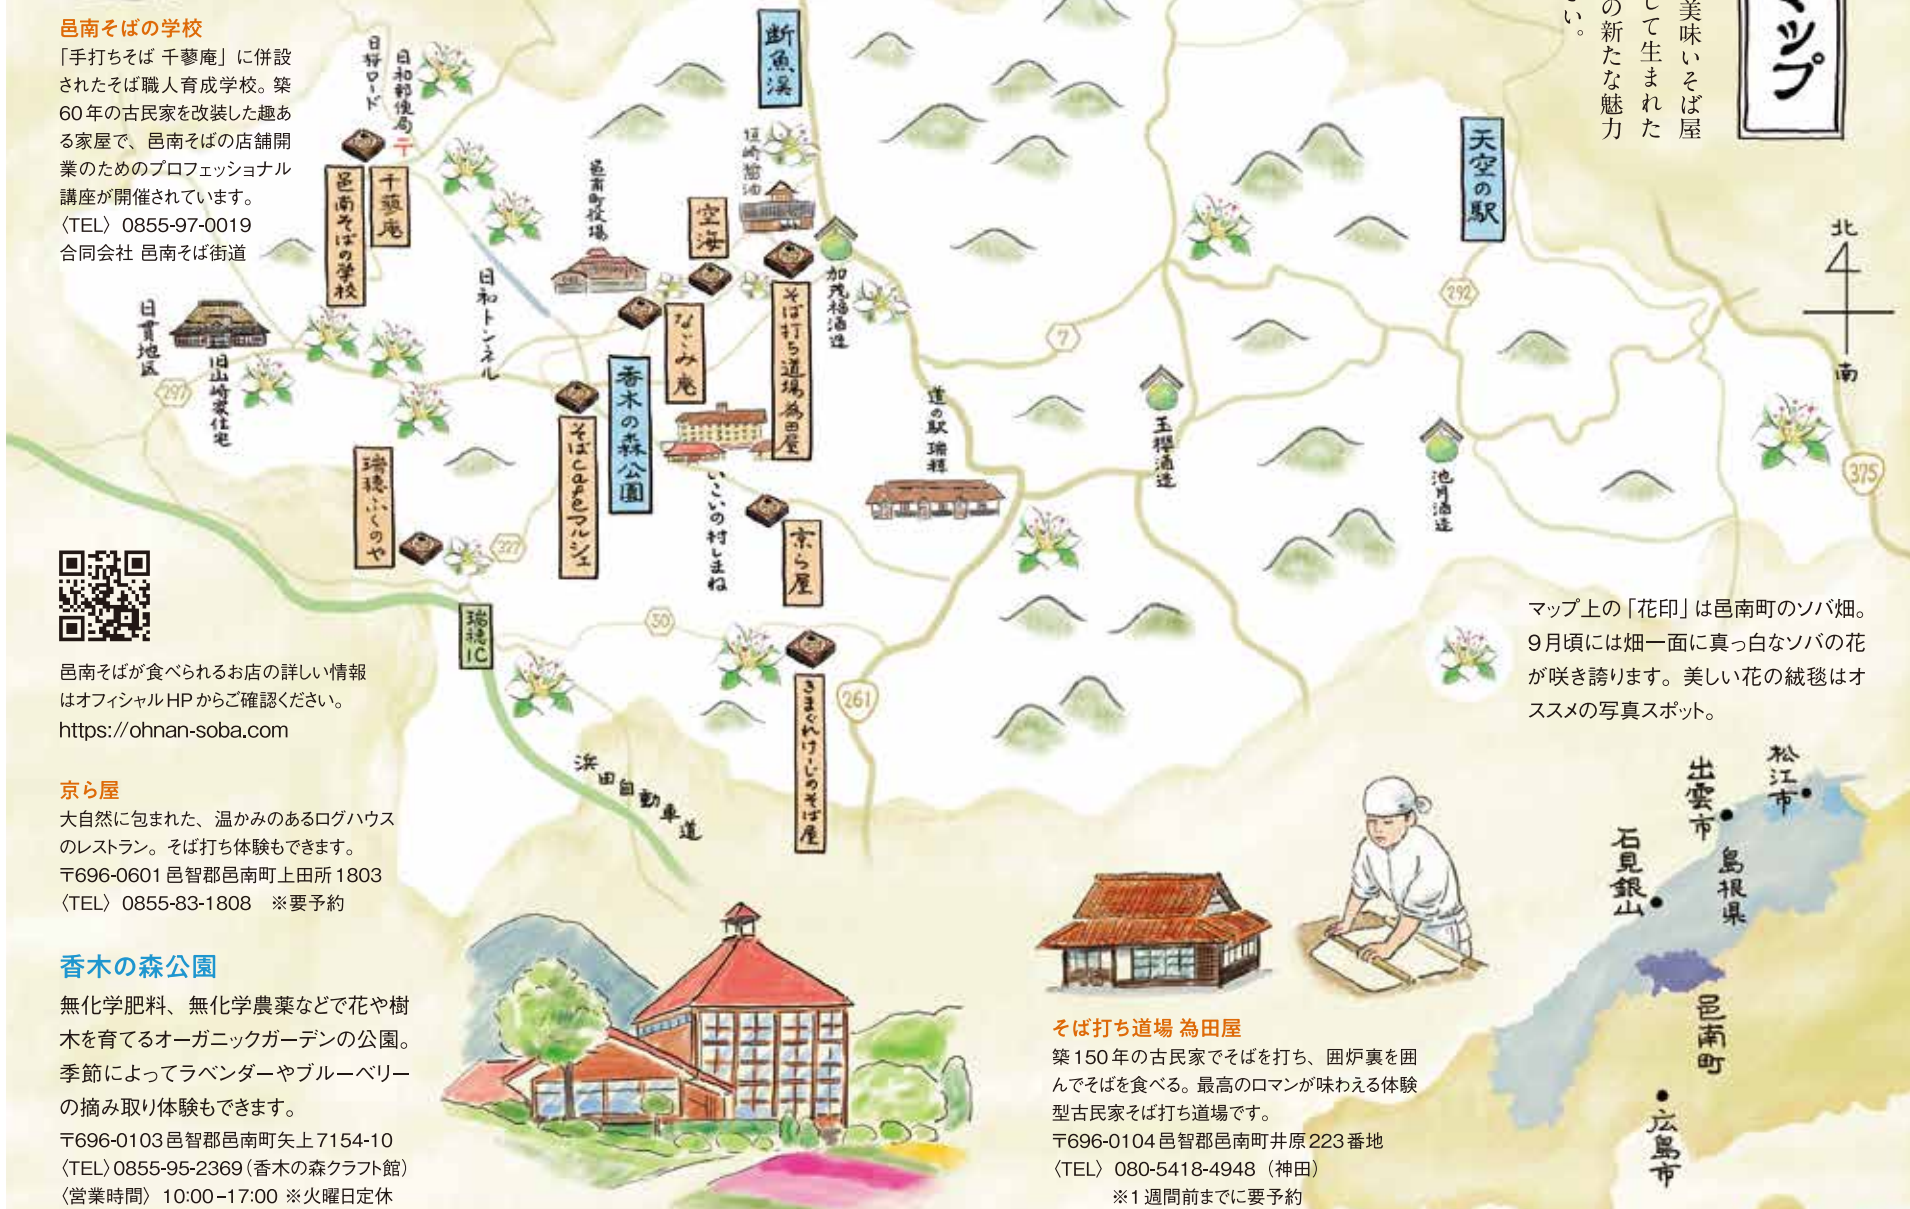 マップ
美味いそば屋
して生まれた
の新たな魅力
い。
邑南そばの学校
「手打ちそば 千蓼庵」に併設
されたそば職人育成学校。築
60年の古民家を改装した趣あ
る家屋で、邑南そばの店舗開
業のためのプロフェッショナル
講座が開催されています。
〈TEL〉0855-97-0019
合同会社 邑南そば街道
日桜ロード
日和郵便局
〒
千蓼庵
邑南そばの学校
断魚渓
垣崎醤油
邑南町役場
空海
加茂福酒造
天空の駅
北
南
日貫地区
旧山崎家住宅
日和トンネル
なごみ庵
そば打ち道場 為田屋
香木の森公園
そばcafeマルシェ
いこいの村しまね
道の駅 瑞穂
玉櫻酒造
池月酒造
瑞穂ふくのや
京ら屋
瑞穂IC
きまぐれけーじのそば屋
浜田自動車道
297
327
50
7
292
261
375
邑南そばが食べられるお店の詳しい情報
はオフィシャルHPからご確認ください。
https://ohnan-soba.com
京ら屋
大自然に包まれた、温かみのあるログハウス
のレストラン。そば打ち体験もできます。
〒696-0601 邑智郡邑南町上田所1803
〈TEL〉0855-83-1808 ※要予約
香木の森公園
無化学肥料、無化学農薬などで花や樹
木を育てるオーガニックガーデンの公園。
季節によってラベンダーやブルーベリー
の摘み取り体験もできます。
〒696-0103邑智郡邑南町矢上7154-10
〈TEL〉0855-95-2369(香木の森クラフト館)
〈営業時間〉10:00-17:00 ※火曜日定休
そば打ち道場 為田屋
築150年の古民家でそばを打ち、囲炉裏を囲
んでそばを食べる。最高のロマンが味わえる体験
型古民家そば打ち道場です。
〒696-0104邑智郡邑南町井原223番地
〈TEL〉080-5418-4948(神田)
※1週間前までに要予約
マップ上の「花印」は邑南町のソバ畑。
9月頃には畑一面に真っ白なソバの花
が咲き誇ります。美しい花の絨毯はオ
ススメの写真スポット。
松江市
出雲市
石見銀山
島根県
邑南町
広島市